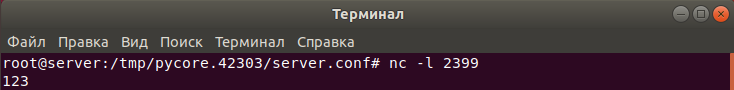 Терминал
Файл Правка Вид Поиск Терминал Справка
root@server:/tmp/pycore.42303/server.conf# nc -l 2399
123